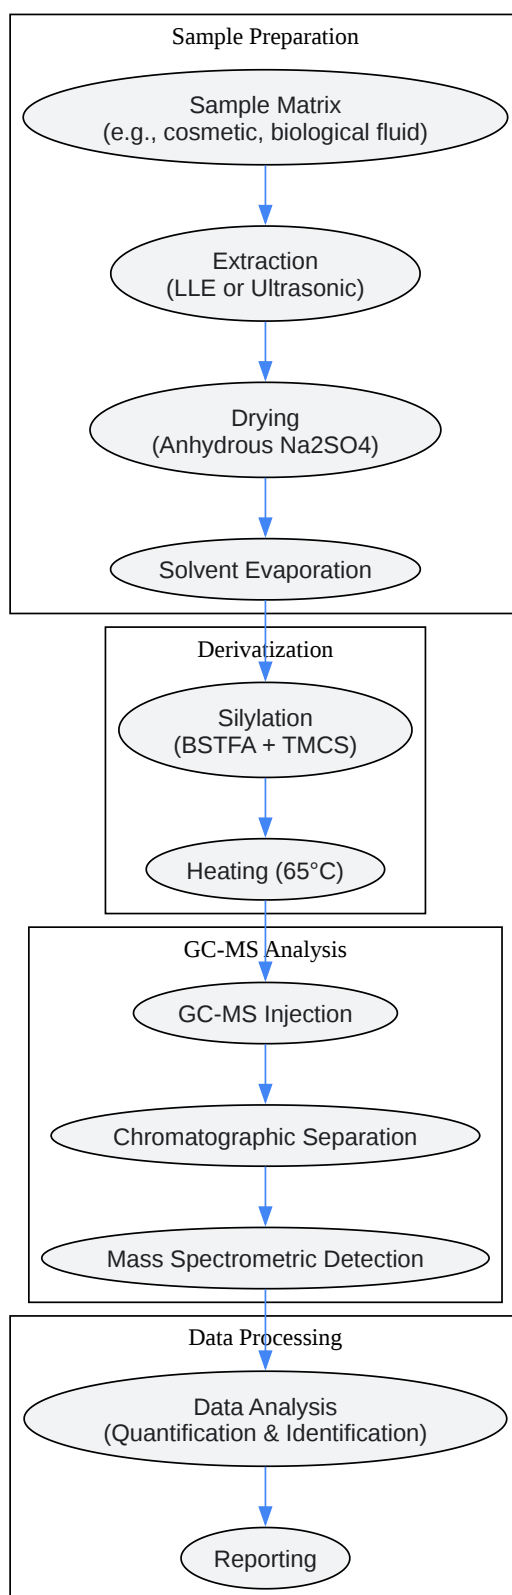 Sample Preparation
Sample Matrix
(e.g., cosmetic, biological fluid)
Extraction
(LLE or Ultrasonic)
Drying
(Anhydrous Na2SO4)
Solvent Evaporation
Derivatization
Silylation
(BSTFA + TMCS)
Heating (65°C)
GC-MS Analysis
GC-MS Injection
Chromatographic Separation
Mass Spectrometric Detection
Data Processing
Data Analysis
(Quantification & Identification)
Reporting